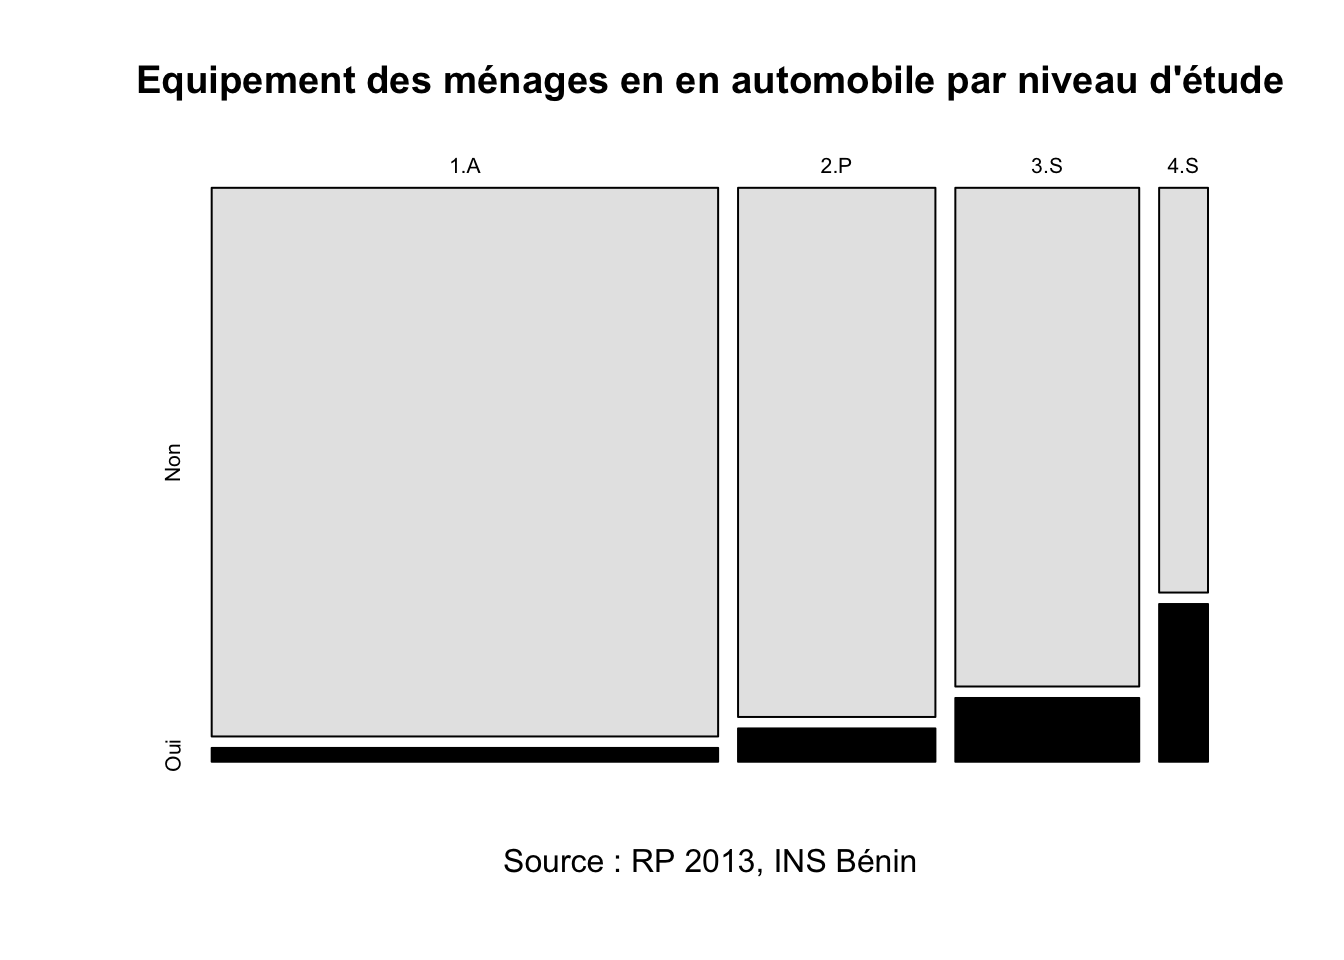 Equipement des ménages en en automobile par niveau d'étude
1.A 2.P 3.S 4.S
Non
Oui
Source : RP 2013, INS Bénin